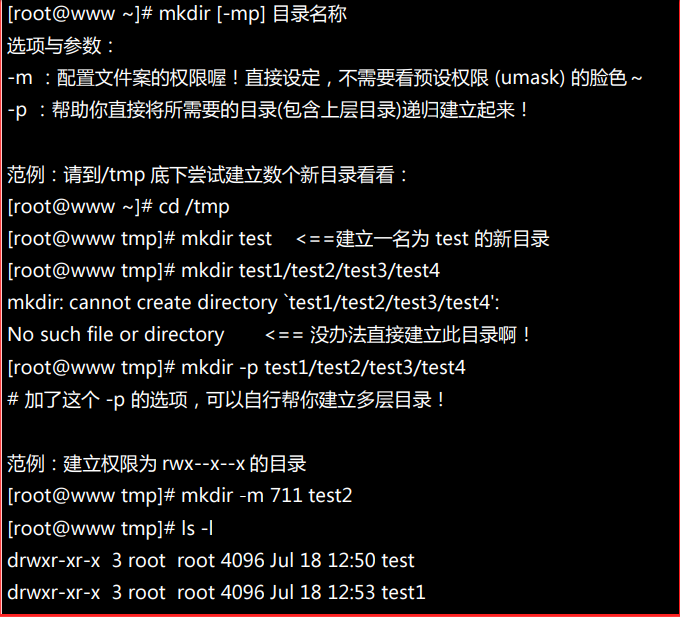 [root@www ~]# mkdir [-mp] 目录名称
选项与参数：
-m ：配置文件案的权限喔！直接设定，不需要看预设权限 (umask) 的脸色～
-p ：帮助你直接将所需要的目录(包含上层目录)递归建立起来！
范例：请到/tmp 底下尝试建立数个新目录看看：
[root@www ~]# cd /tmp
[root@www tmp]# mkdir test <==建立一名为 test 的新目录
[root@www tmp]# mkdir test1/test2/test3/test4
mkdir: cannot create directory `test1/test2/test3/test4':
No such file or directory <== 没办法直接建立此目录啊！
[root@www tmp]# mkdir -p test1/test2/test3/test4
# 加了这个 -p 的选项，可以自行帮你建立多层目录！
范例：建立权限为 rwx--x--x 的目录
[root@www tmp]# mkdir -m 711 test2
[root@www tmp]# ls -l
drwxr-xr-x 3 root root 4096 Jul 18 12:50 test
drwxr-xr-x 3 root root 4096 Jul 18 12:53 test1